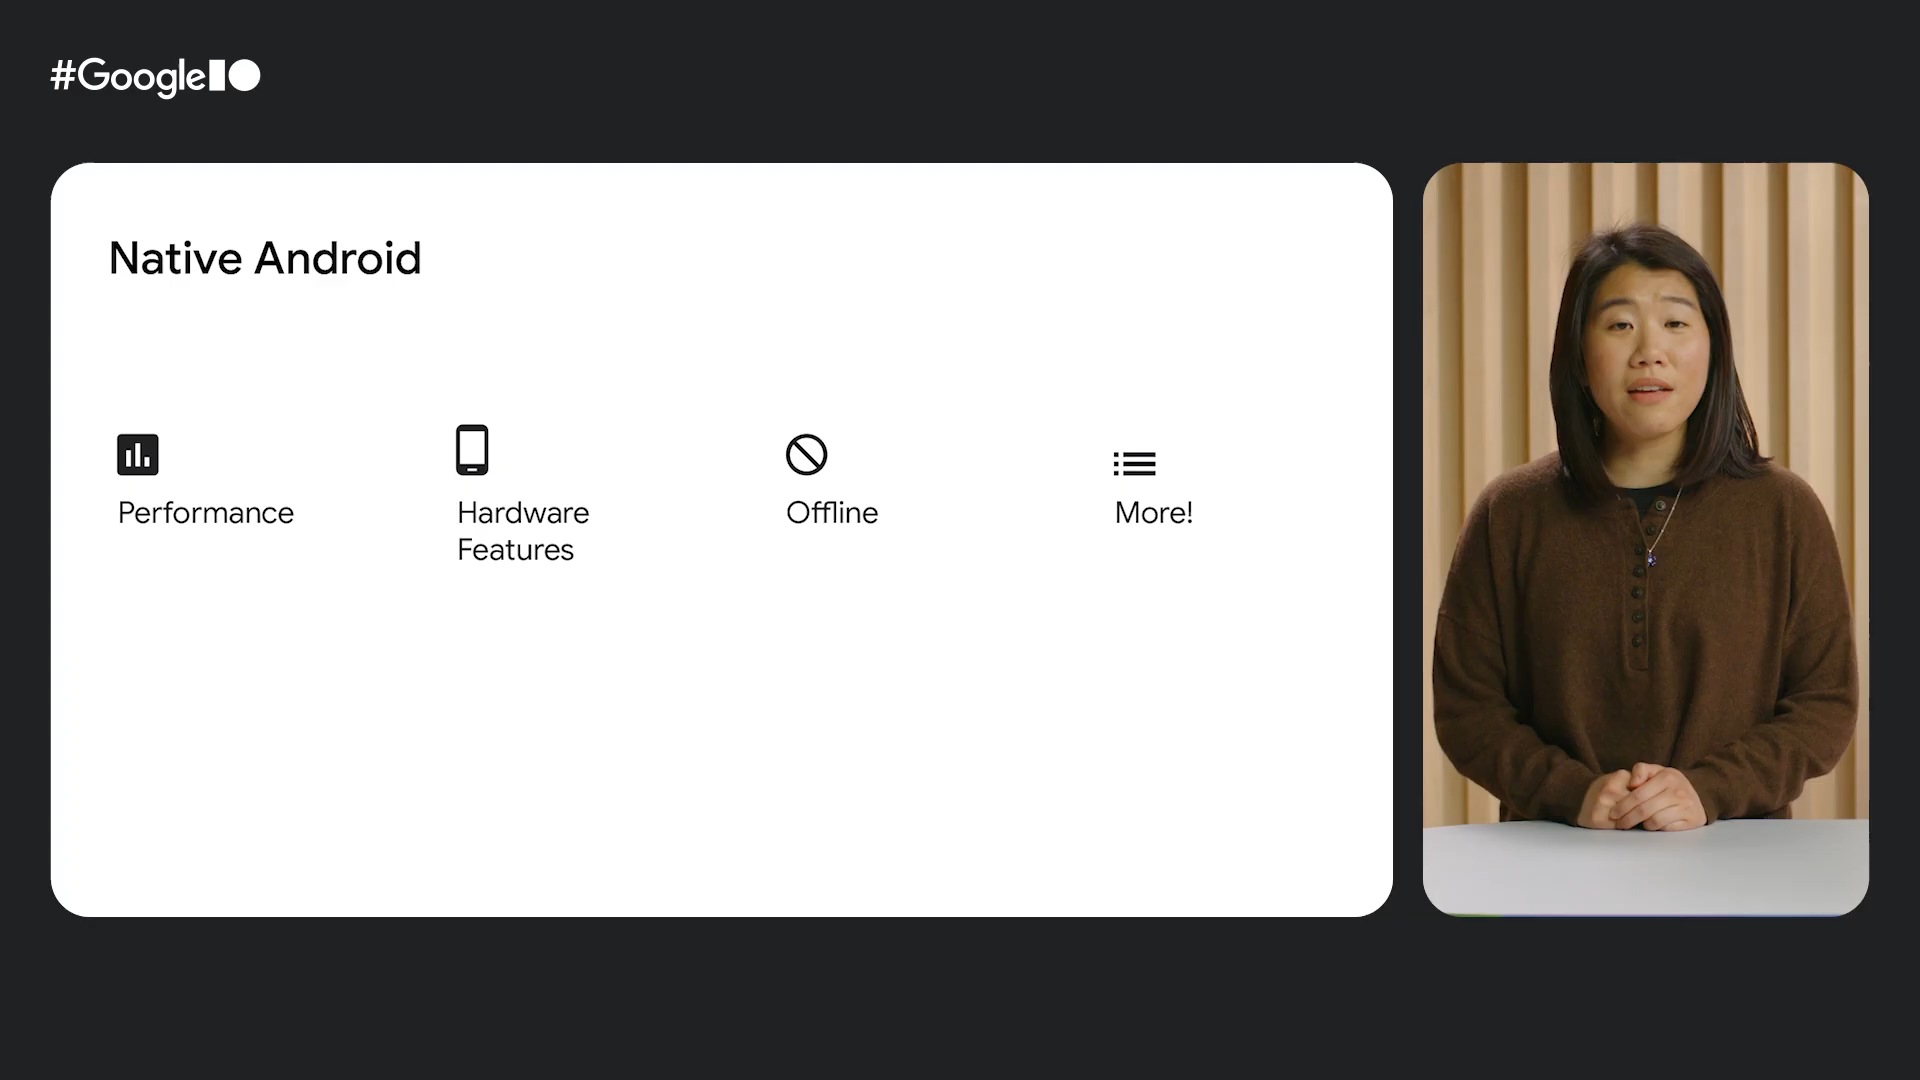 #GoogleIO
Native Android
Performance
Hardware
Features
Offline
More!